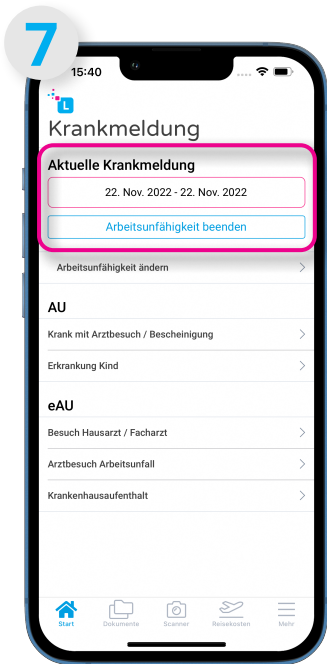 7
15:40
L
Krankmeldung
Aktuelle Krankmeldung
22. Nov. 2022 - 22. Nov. 2022
Arbeitsunfähigkeit beenden
Arbeitsunfähigkeit ändern
AU
Krank mit Arztbesuch / Bescheinigung
Erkrankung Kind
eAU
Besuch Hausarzt / Facharzt
Arztbesuch Arbeitsunfall
Krankenhausaufenthalt
Start Dokumente Scanner Reisekosten Mehr